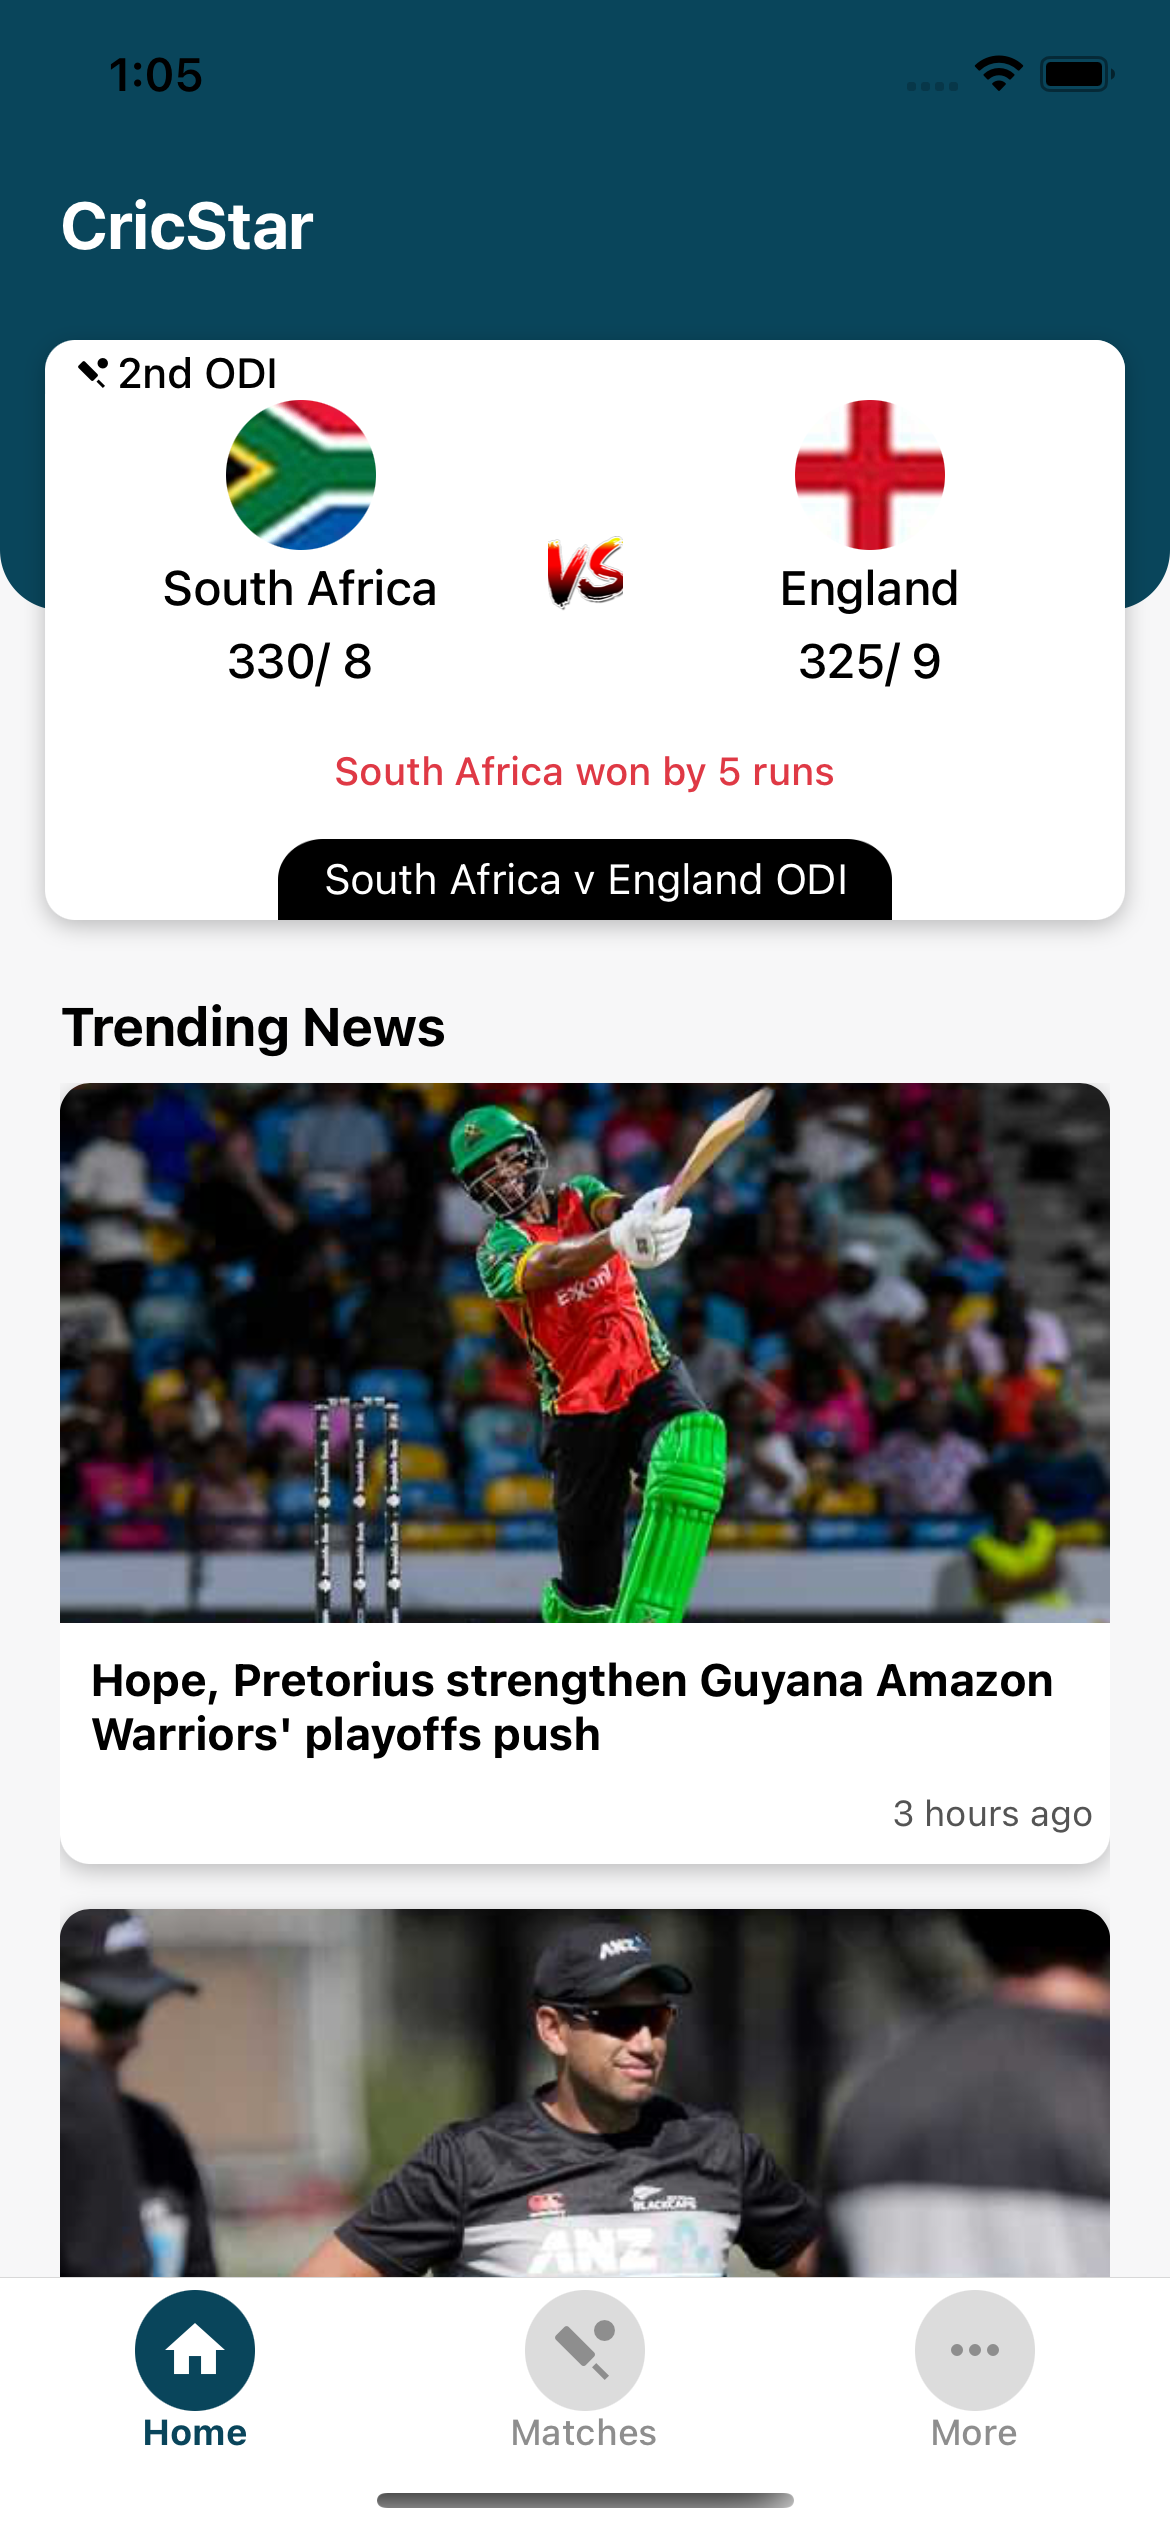 1:05
CricStar
2nd ODI
VS
South Africa
England
330/ 8
325/ 9
South Africa won by 5 runs
South Africa v England ODI
Trending News
Exxon
Hope, Pretorius strengthen Guyana Amazon
Warriors' playoffs push
3 hours ago
ANZ
BLACKCAPS
ANZ
Home
Matches
More